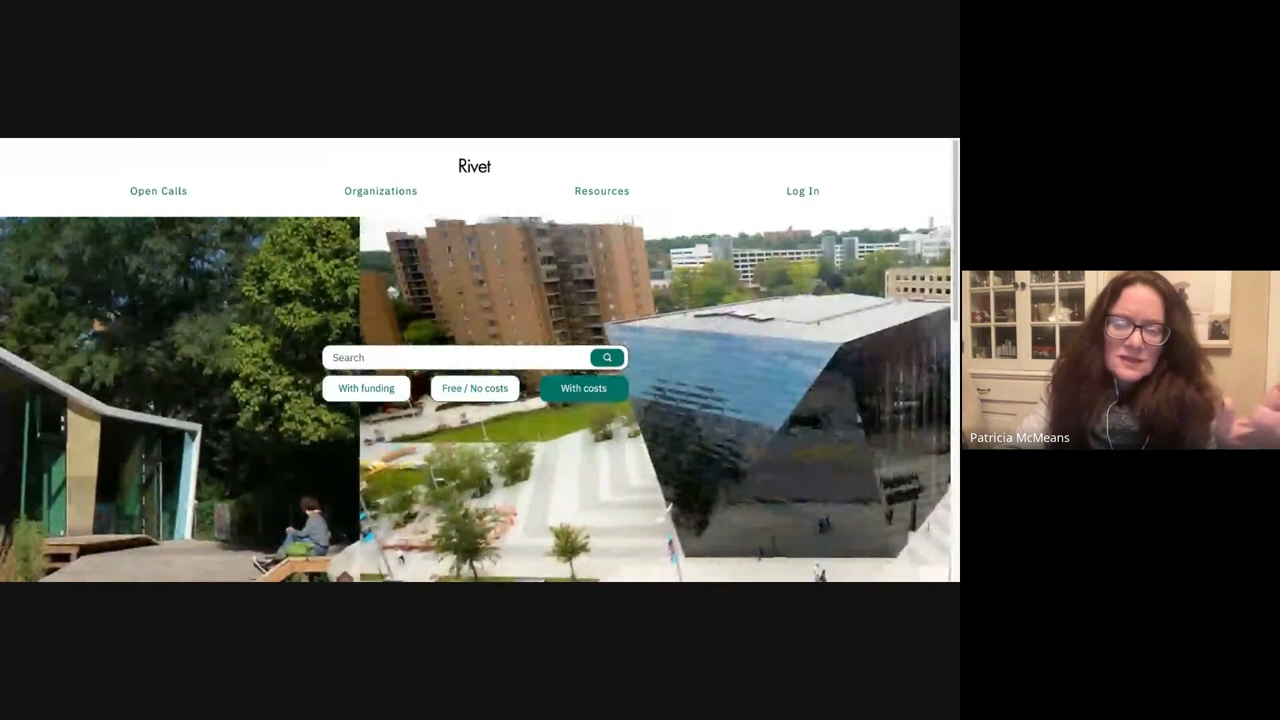 Rivet
Open Calls Organizations Resources Log In
Search
With funding Free / No costs With costs
Patricia McMeans